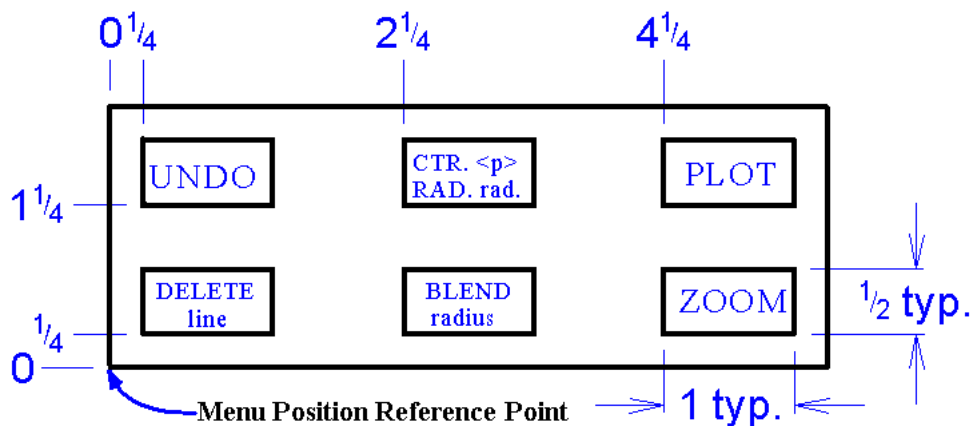 0 1/4 2 1/4 4 1/4
UNDO
CTR. <p>
RAD. rad.
PLOT
1 1/4
DELETE
line
BLEND
radius
ZOOM
1/2 typ.
1/4
0
Menu Position Reference Point
1 typ.